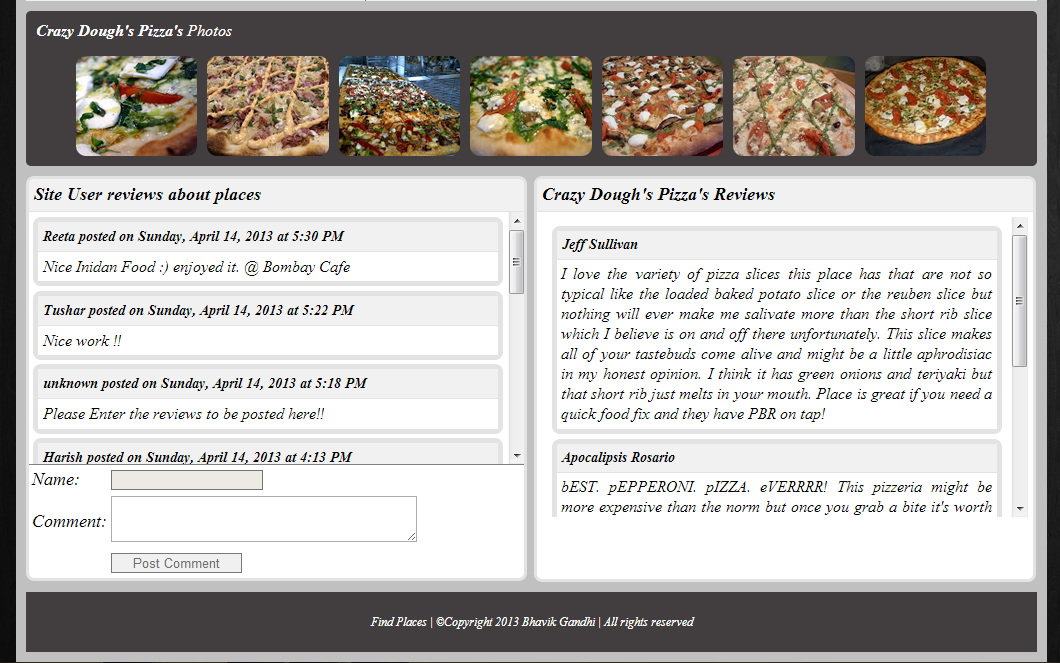 Crazy Dough's Pizza's Photos
Site User reviews about places
Reeta posted on Sunday, April 14, 2013 at 5:30 PM
Nice Inidan Food :) enjoyed it. @ Bombay Cafe
Tushar posted on Sunday, April 14, 2013 at 5:22 PM
Nice work !!
unknown posted on Sunday, April 14, 2013 at 5:18 PM
Please Enter the reviews to be posted here!!
Harish posted on Sunday, April 14, 2013 at 4:13 PM
Name:
Comment:
Post Comment
Crazy Dough's Pizza's Reviews
Jeff Sullivan
I love the variety of pizza slices this place has that are not so
typical like the loaded baked potato slice or the reuben slice but
nothing will ever make me salivate more than the short rib slice
which I believe is on and off there unfortunately. This slice makes
all of your tastebuds come alive and might be a little aphrodisiac
in my honest opinion. I think it has green onions and teriyaki but
that short rib just melts in your mouth. Place is great if you need a
quick food fix and they have PBR on tap!
Apocalipsis Rosario
bEST. pEPPERONI. pIZZA. eVERRRR! This pizzeria might be
more expensive than the norm but once you grab a bite it's worth
Find Places | ©Copyright 2013 Bhavik Gandhi | All rights reserved